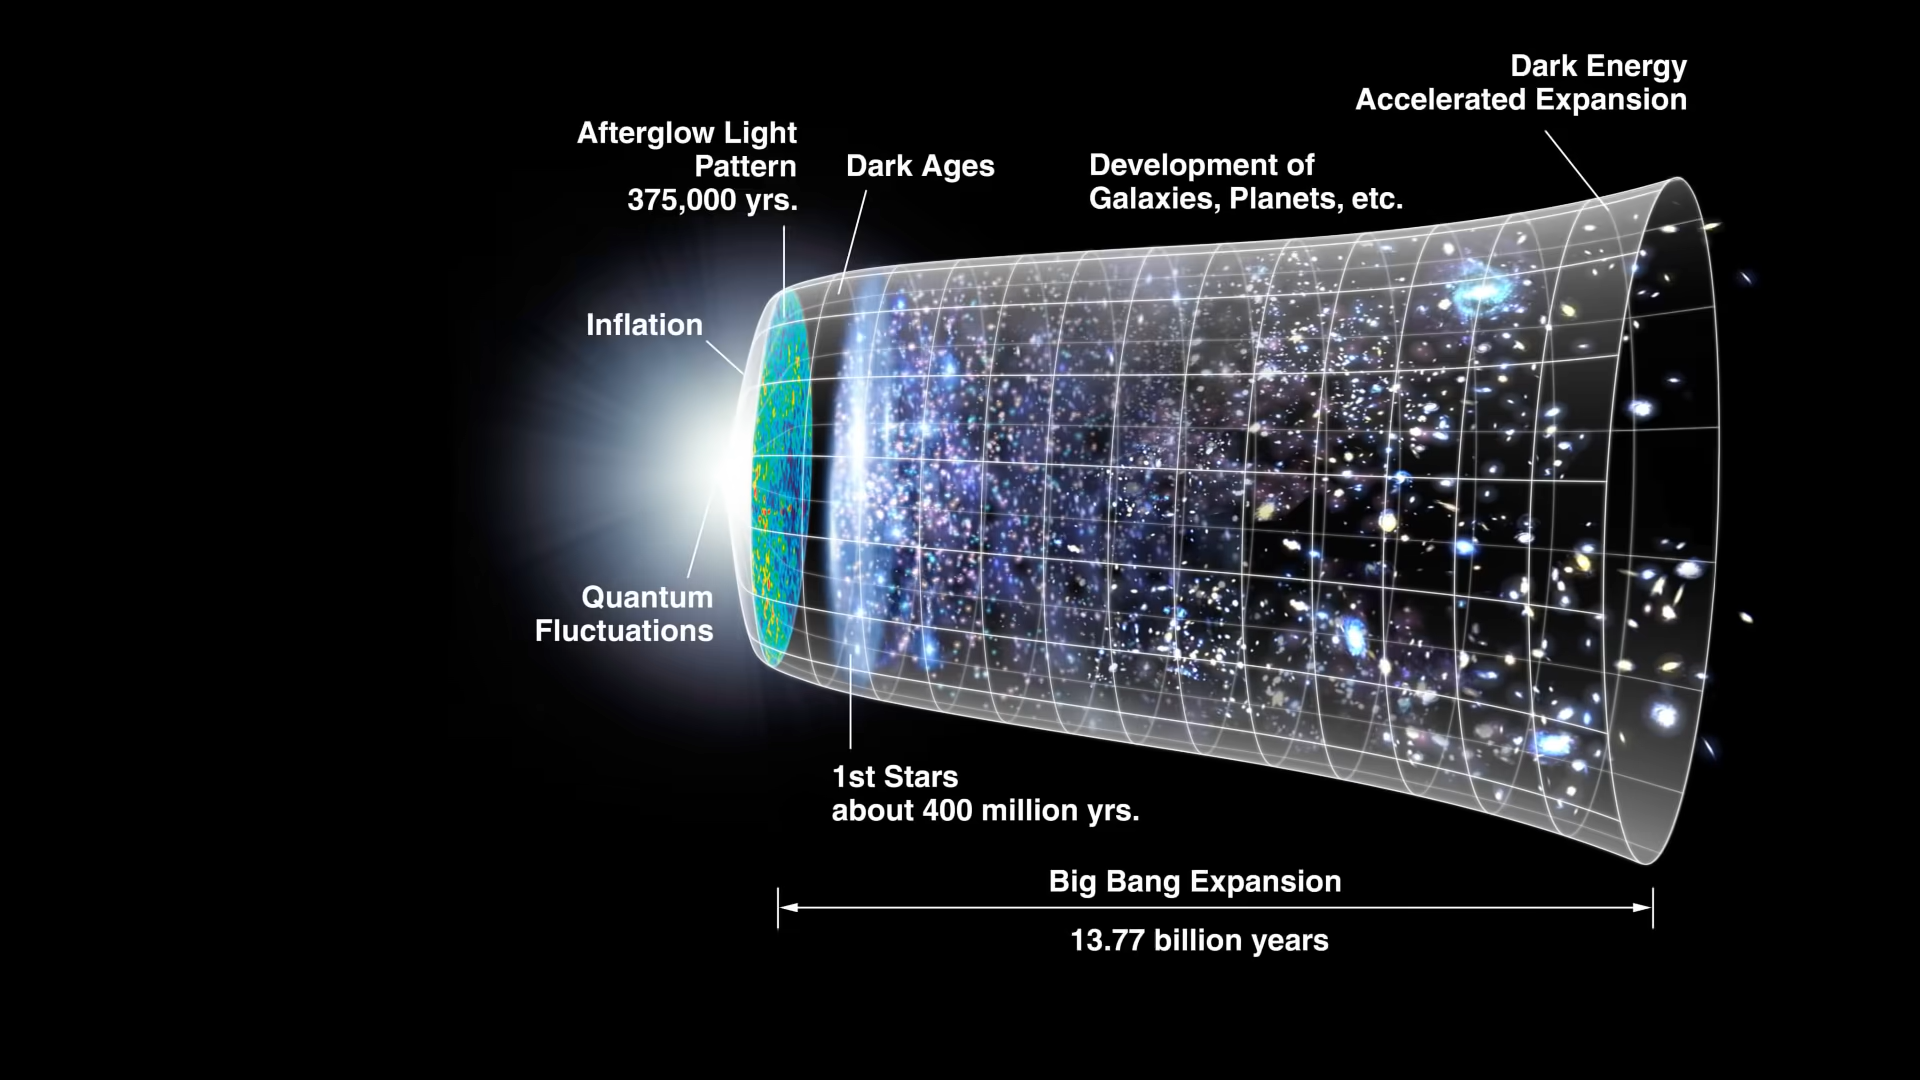 Dark Energy
Accelerated Expansion
Afterglow Light
Pattern
375,000 yrs.
Dark Ages
Development of
Galaxies, Planets, etc.
Inflation
Quantum
Fluctuations
1st Stars
about 400 million yrs.
Big Bang Expansion
13.77 billion years